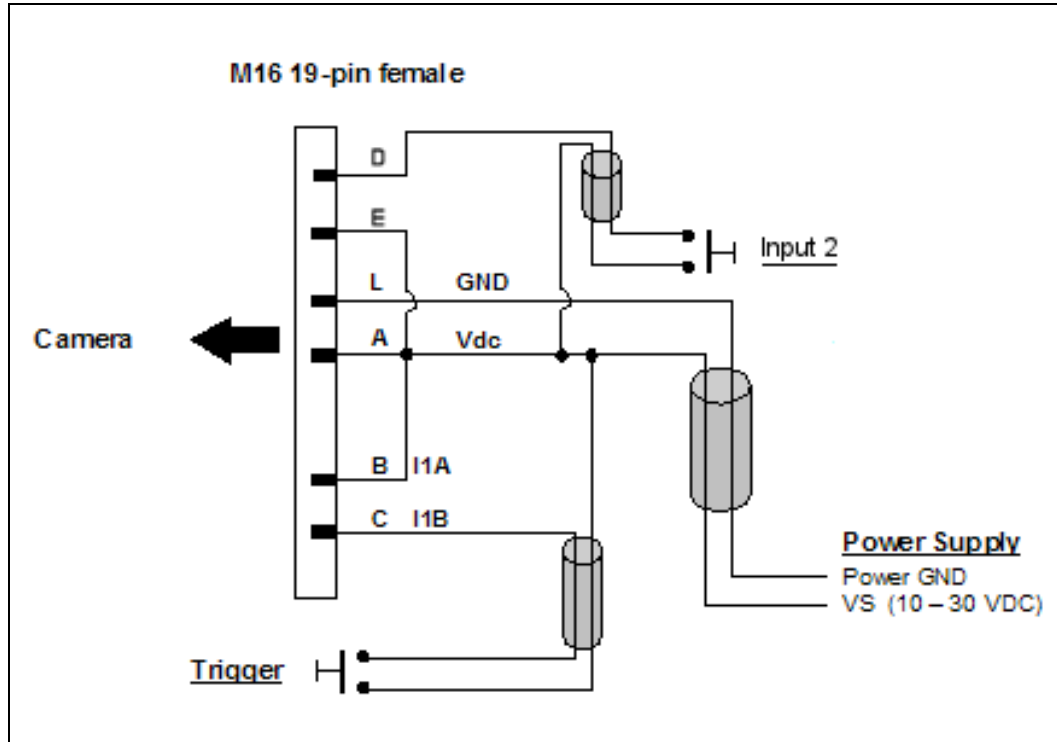 M16 19-pin female
D
E
Input 2
L GND
Camera
A Vdc
B I1A
C I1B
Power Supply
Power GND
VS (10 – 30 VDC)
Trigger